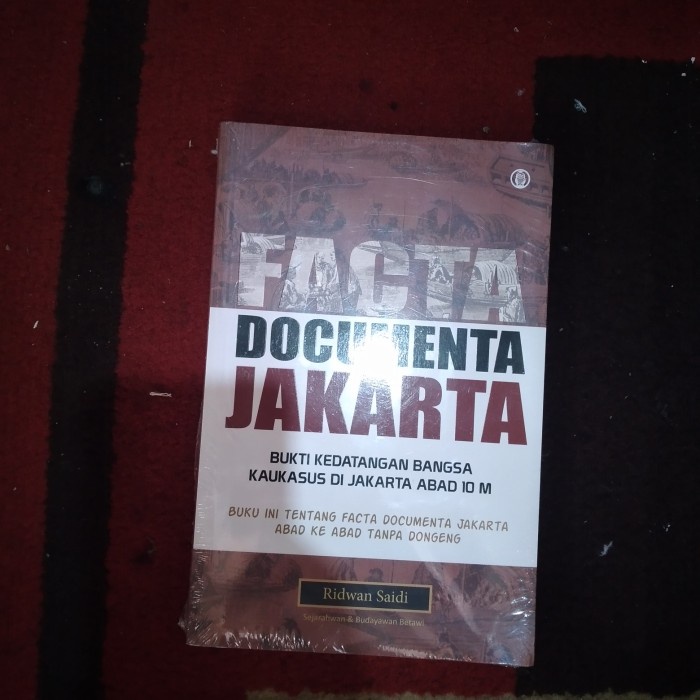 FACTA
DOCUMENTA
JAKARTA
BUKTI KEDATANGAN BANGSA
KAUKASUS DI JAKARTA ABAD 10 M
BUKU INI TENTANG FACTA DOCUMENTA JAKARTA
ABAD KE ABAD TANPA DONGENG
Ridwan Saidi
Sejarahwan & Budayawan Betawi